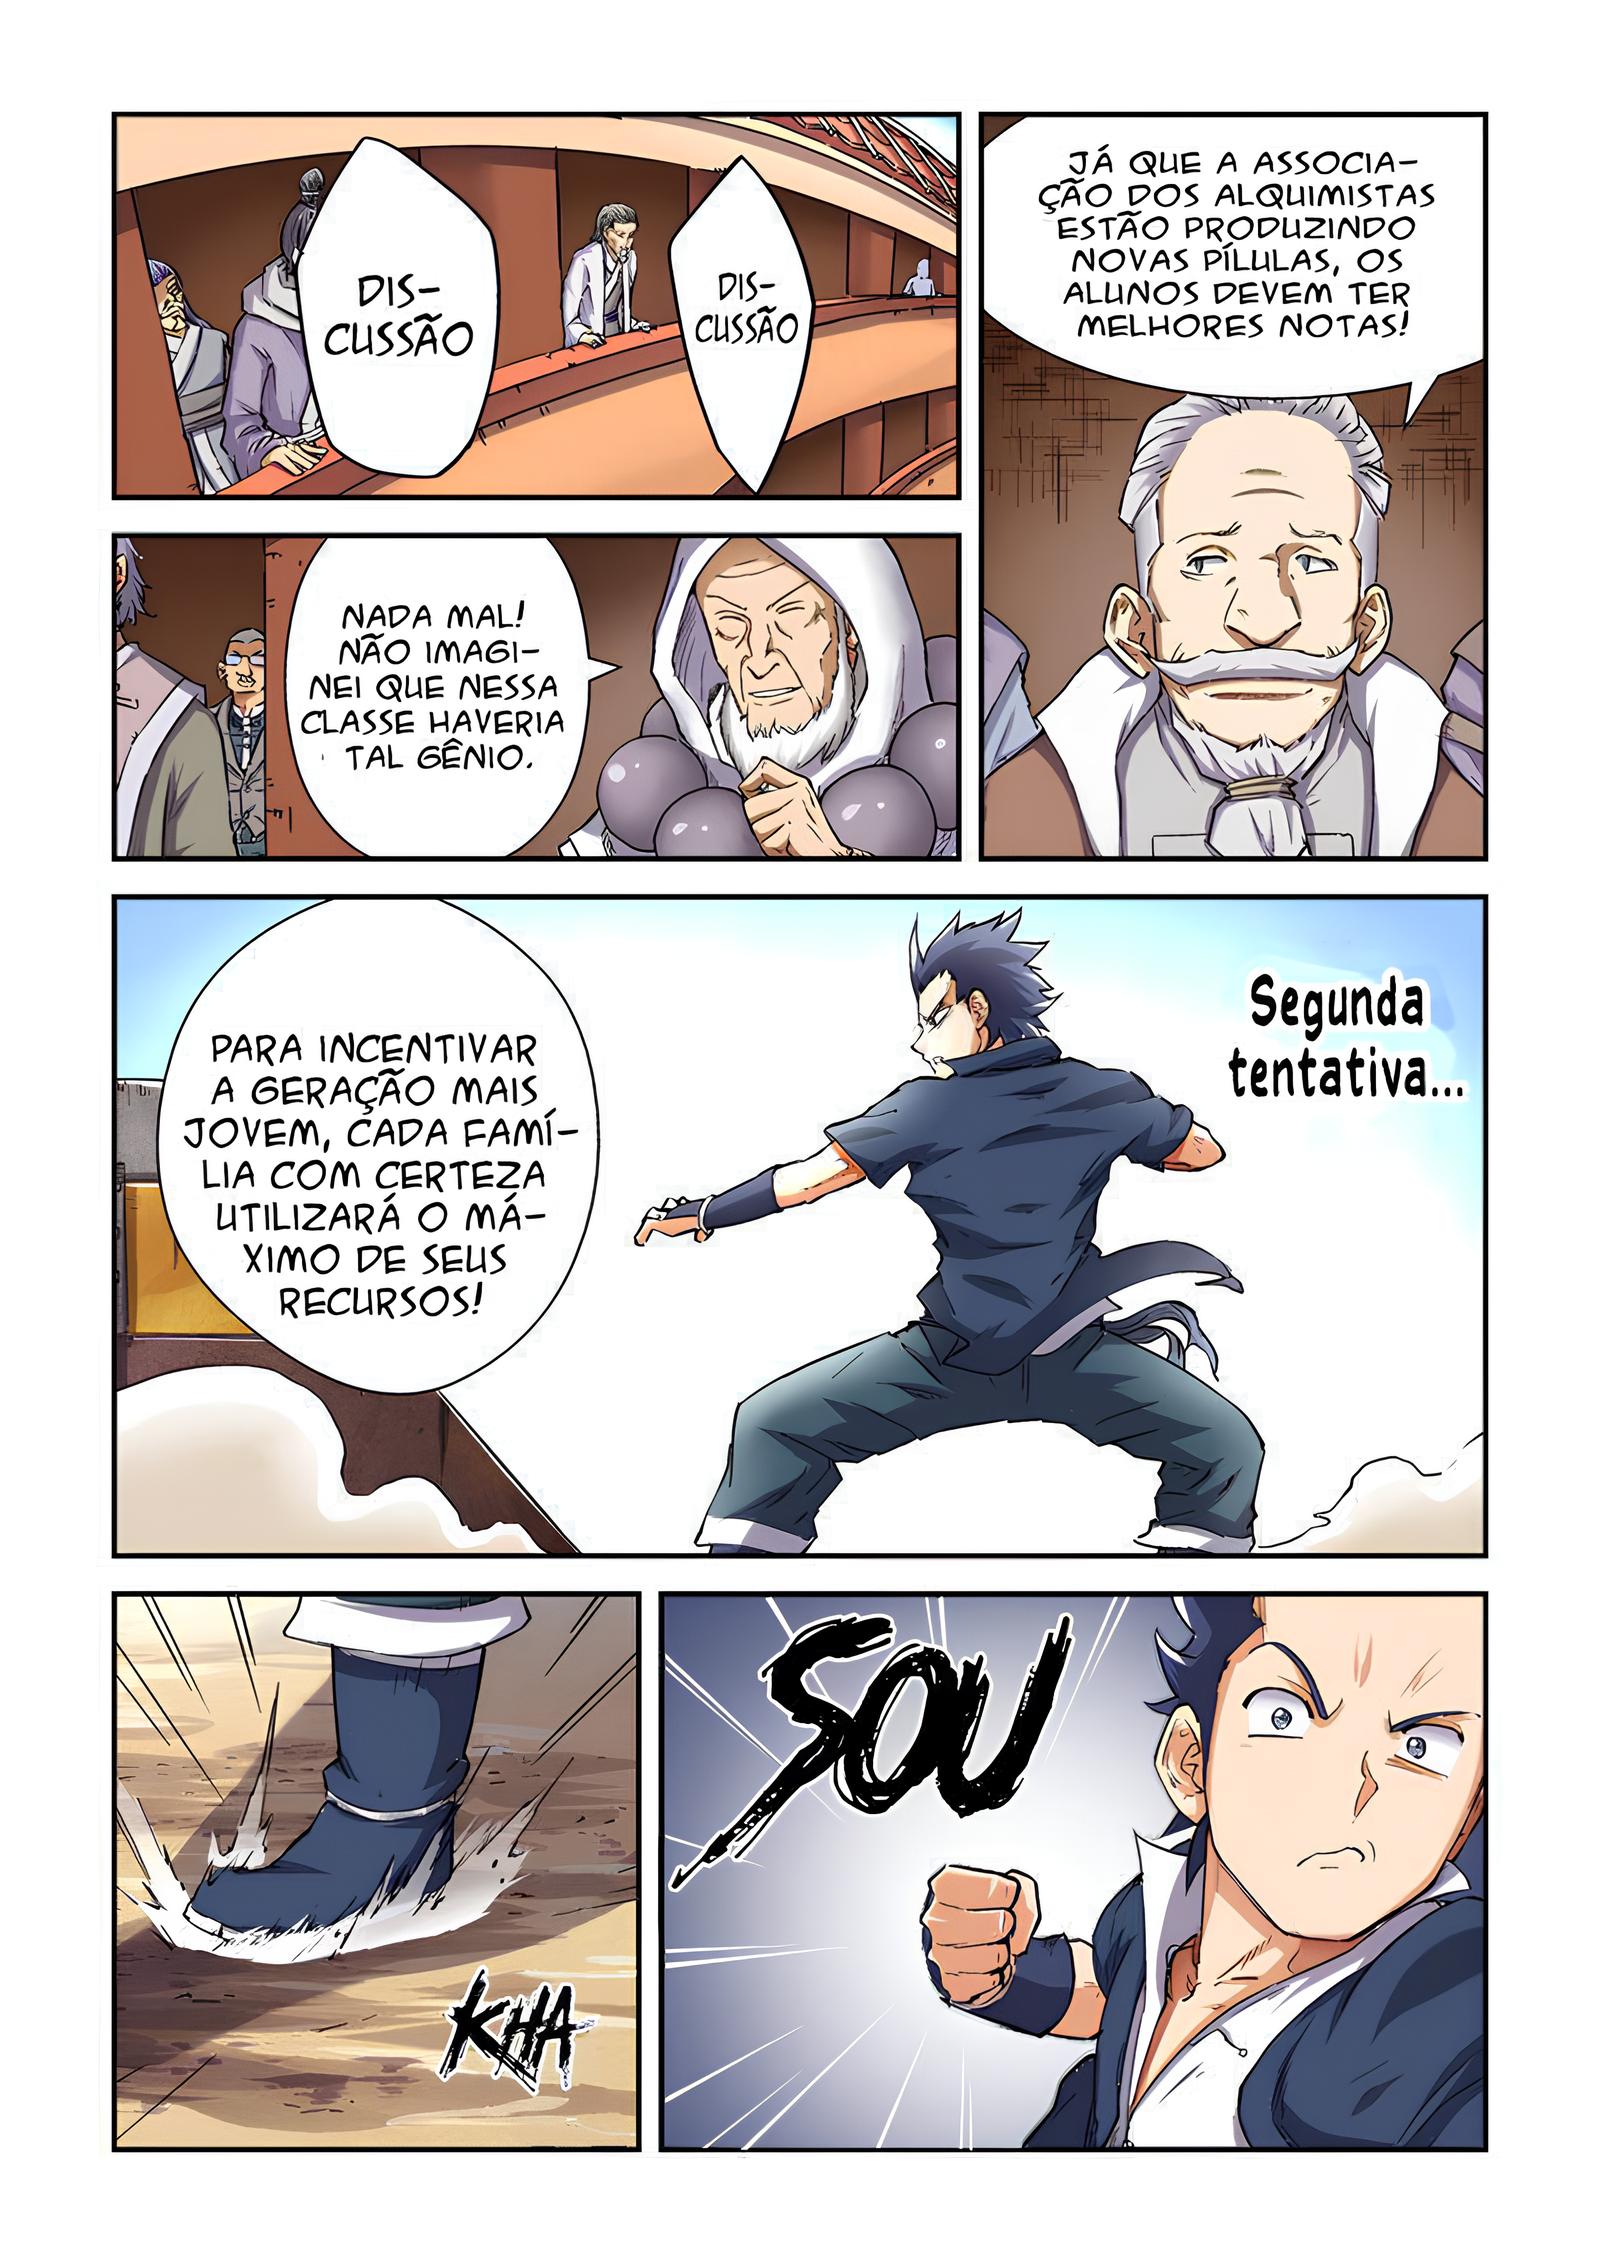 DIS-
CUSSÃO
DIS-
CUSSÃO
JÁ QUE A ASSOCIA-
ÇÃO DOS ALQUIMISTAS
ESTÃO PRODUZINDO
NOVAS PÍLULAS, OS
ALUNOS DEVEM TER
MELHORES NOTAS!
NADA MAL!
NÃO IMAGI-
NEI QUE NESSA
CLASSE HAVERIA
TAL GÊNIO.
PARA INCENTIVAR
A GERAÇÃO MAIS
JOVEM, CADA FAMÍ-
LIA COM CERTEZA
UTILIZARÁ O MÁ-
XIMO DE SEUS
RECURSOS!
Segunda
tentativa...
KHA
SOU